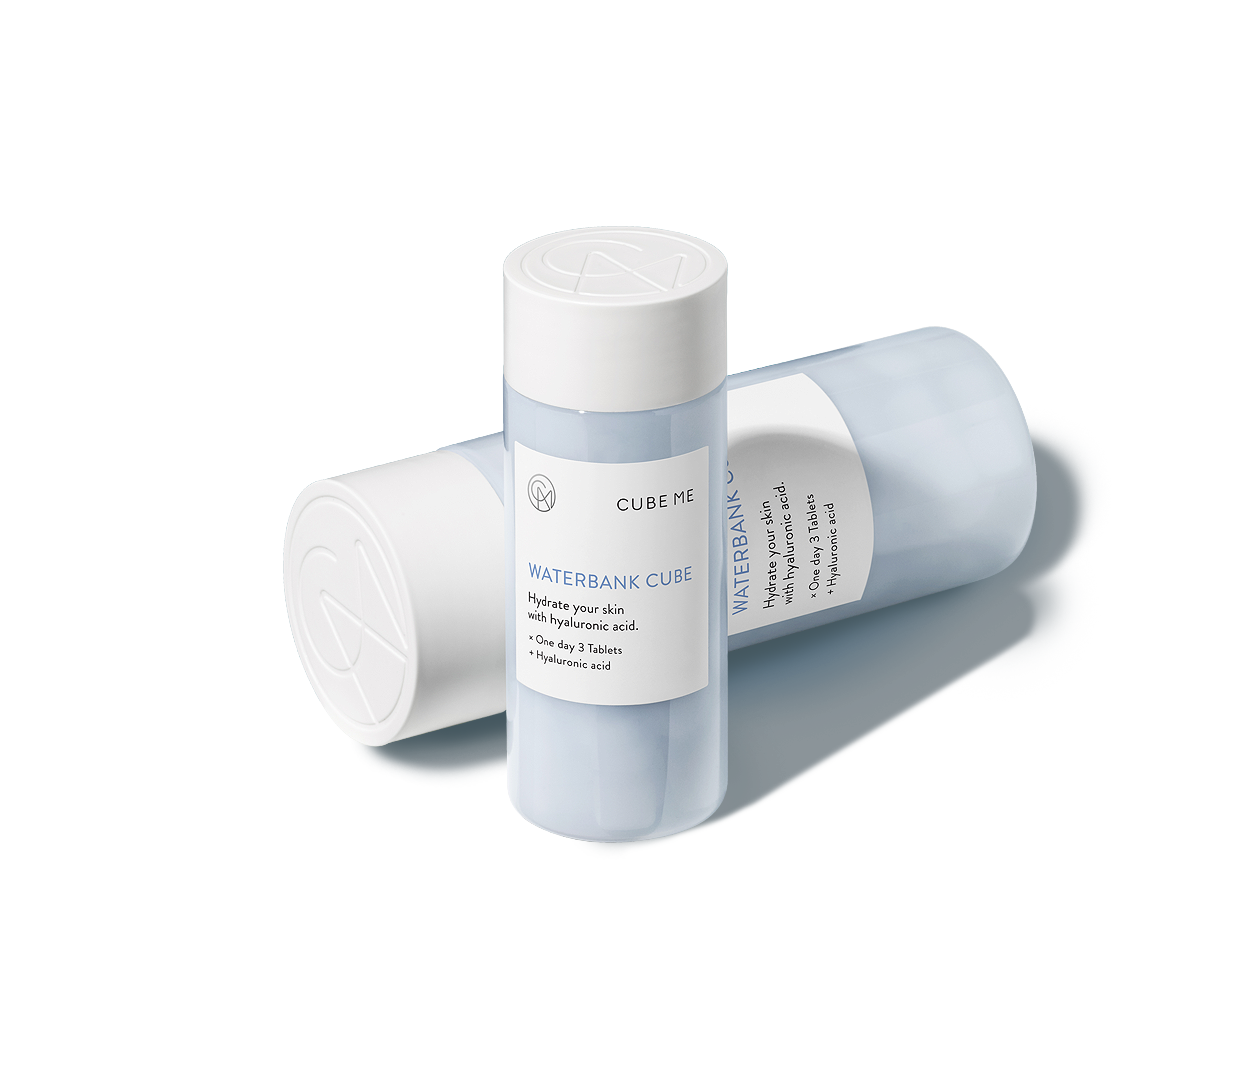 CUBE ME
WATERBANK CUBE
Hydrate your skin
with hyaluronic acid.
× One day 3 Tablets
+ Hyaluronic acid
WATERBANK
Hydrate your skin
with hyaluronic acid.
× One day 3 Tablets
+ Hyaluronic acid